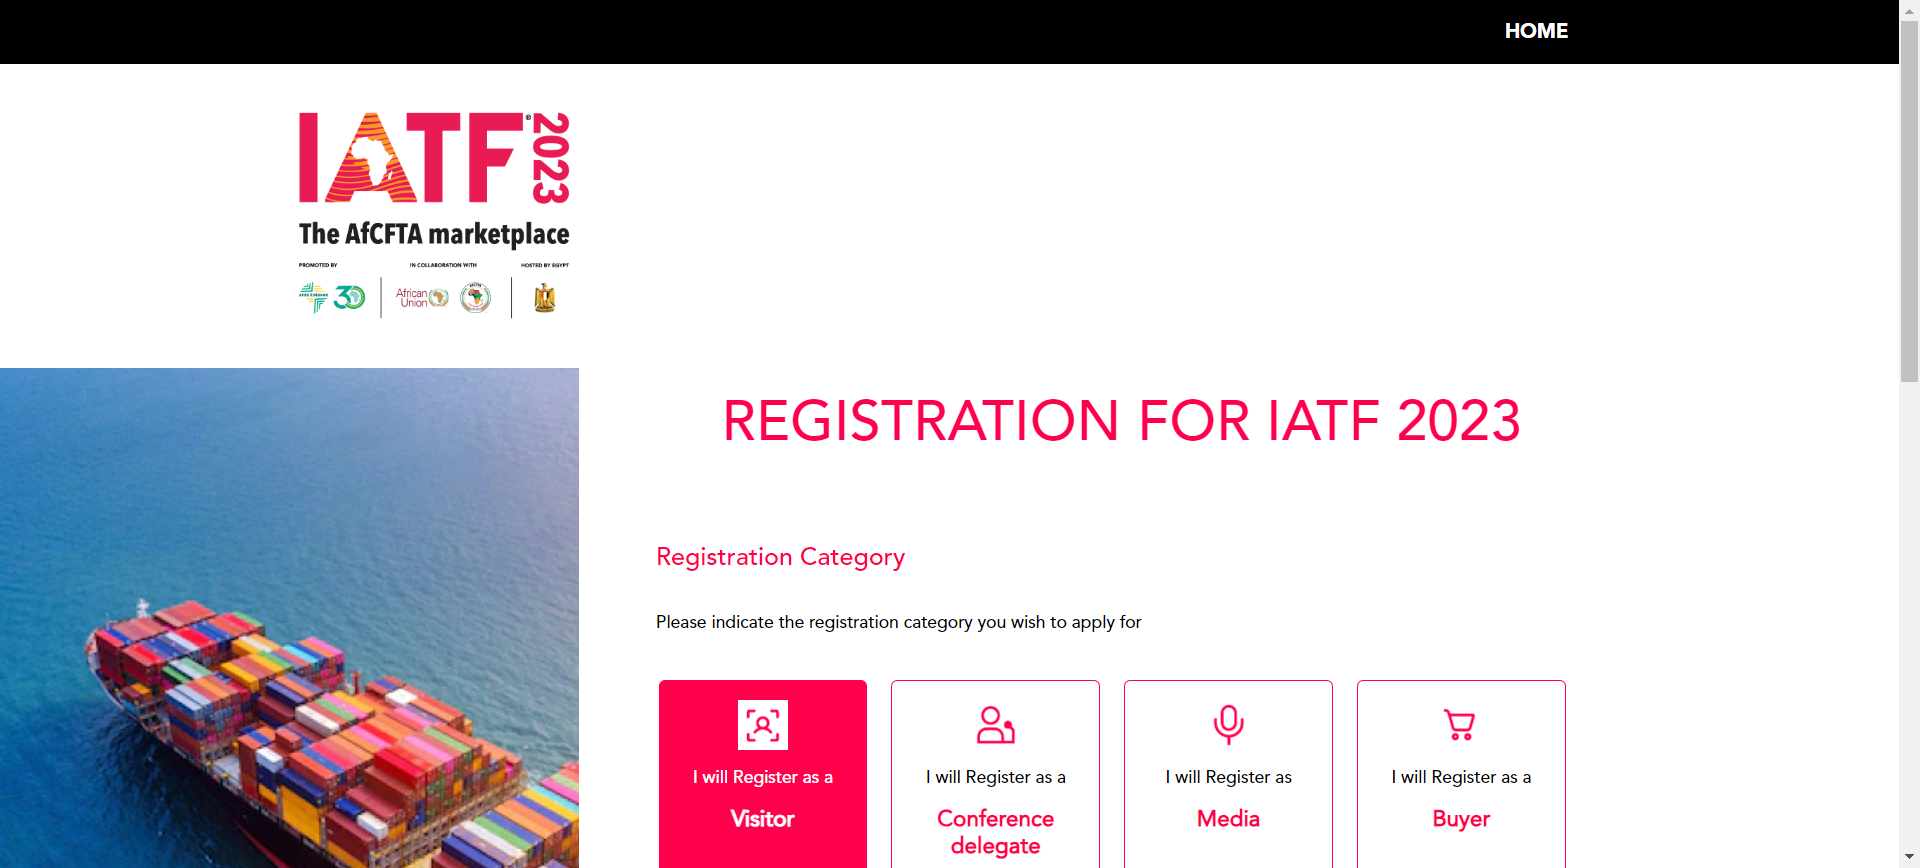 HOME
IATF® 2023
The AfCFTA marketplace
PROMOTED BY
IN COLLABORATION WITH
HOSTED BY EGYPT
30
African
Union
REGISTRATION FOR IATF 2023
Registration Category
Please indicate the registration category you wish to apply for
I will Register as a
Visitor
I will Register as a
Conference
delegate
I will Register as
Media
I will Register as a
Buyer